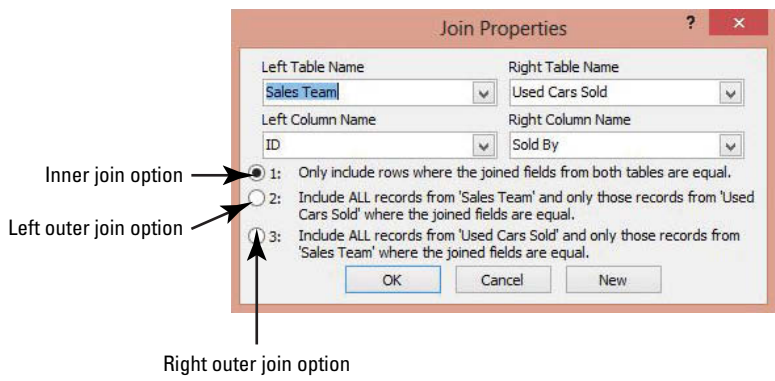 Join Properties
?
×
Left Table Name
Right Table Name
Sales Team
Used Cars Sold
Left Column Name
Right Column Name
ID
Sold By
Inner join option
1: Only include rows where the joined fields from both tables are equal.
Left outer join option
2: Include ALL records from 'Sales Team' and only those records from 'Used
Cars Sold' where the joined fields are equal.
3: Include ALL records from 'Used Cars Sold' and only those records from
'Sales Team' where the joined fields are equal.
OK
Cancel
New
Right outer join option